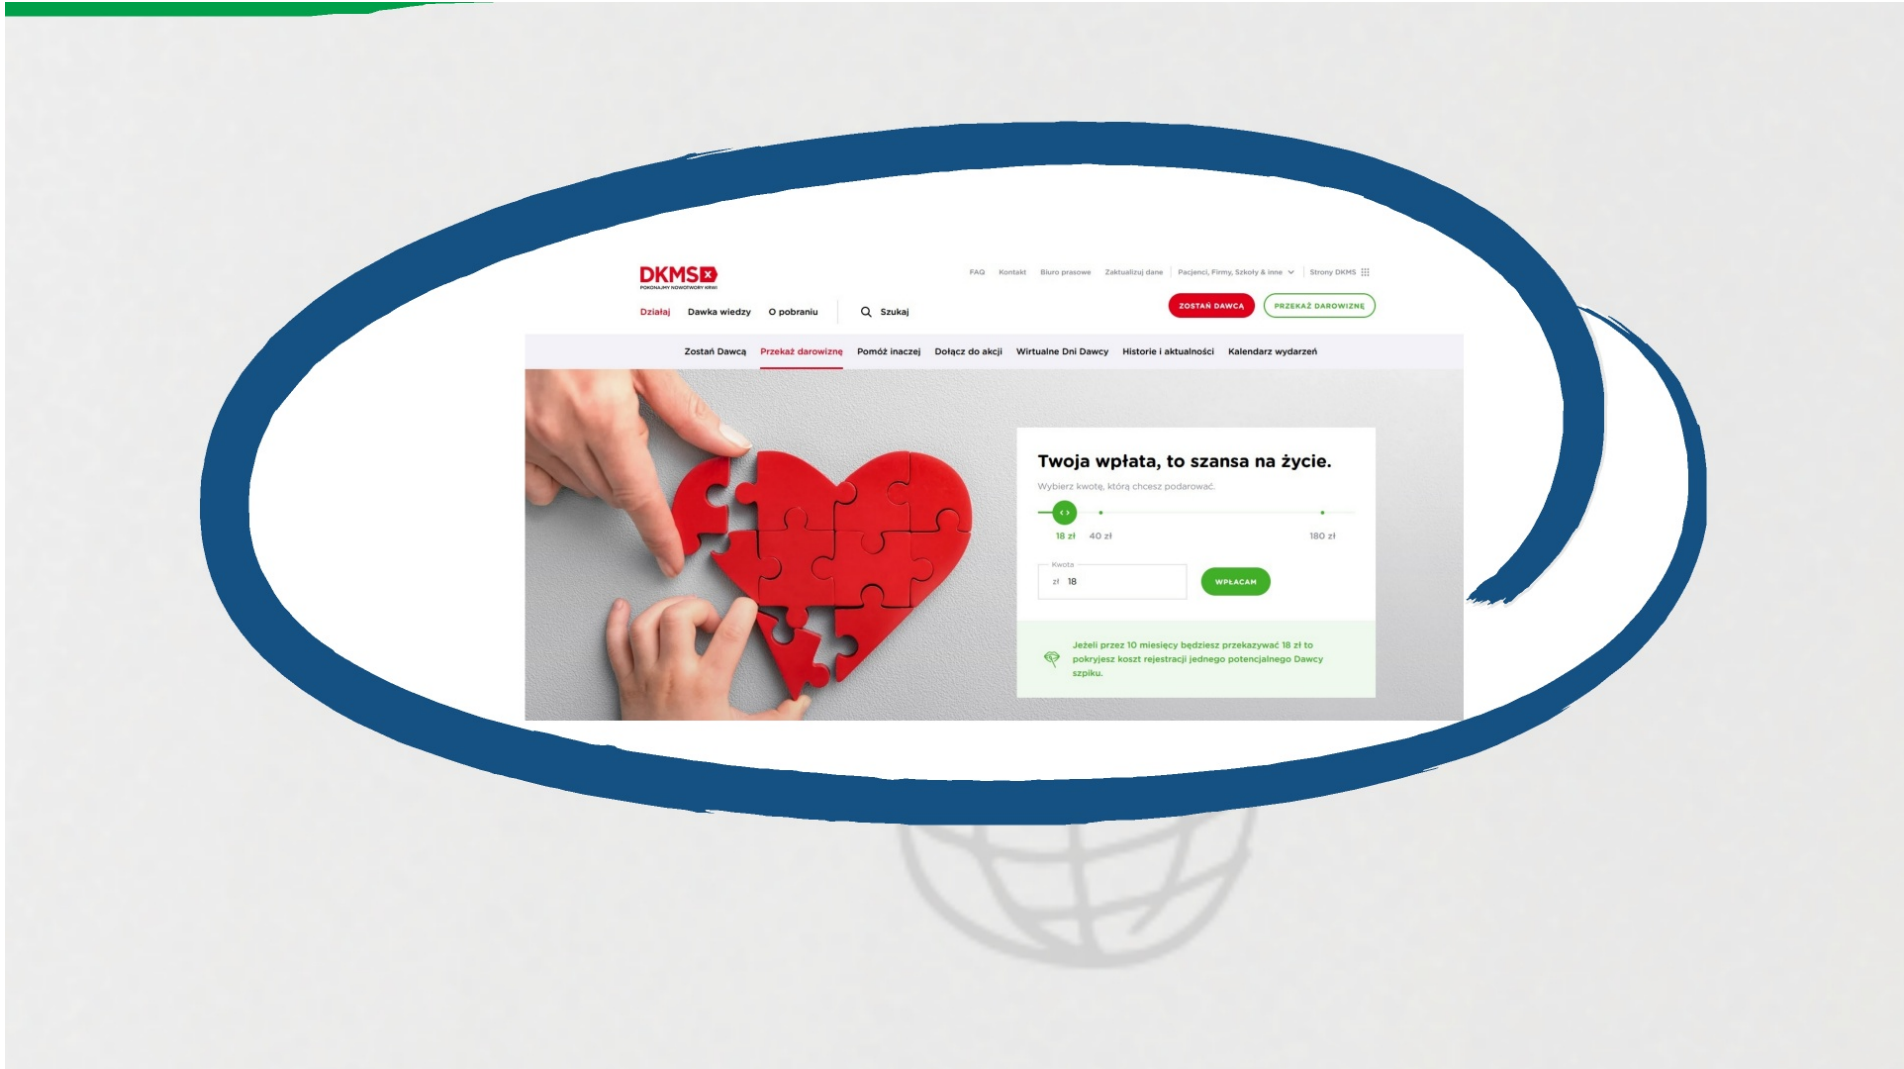 DKMS
POKONAJMY NOWOTWORY KRWI
FAQ Kontakt Biuro prasowe Zaktualizuj dane Pacjenci, Firmy, Szkoły & inne Strony DKMS
Działaj Dawka wiedzy O pobraniu Szukaj
ZOSTAŃ DAWCĄ PRZEKAŻ DAROWIZNĘ
Zostań Dawcą Przekaż darowiznę Pomóż inaczej Dołącz do akcji Wirtualne Dni Dawcy Historie i aktualności Kalendarz wydarzeń
Twoja wpłata, to szansa na życie.
Wybierz kwotę, którą chcesz podarować.
18 zł 40 zł 180 zł
Kwota
zł 18
WPŁACAM
Jeżeli przez 10 miesięcy będziesz przekazywać 18 zł to
pokryjesz koszt rejestracji jednego potencjalnego Dawcy
szpiku.